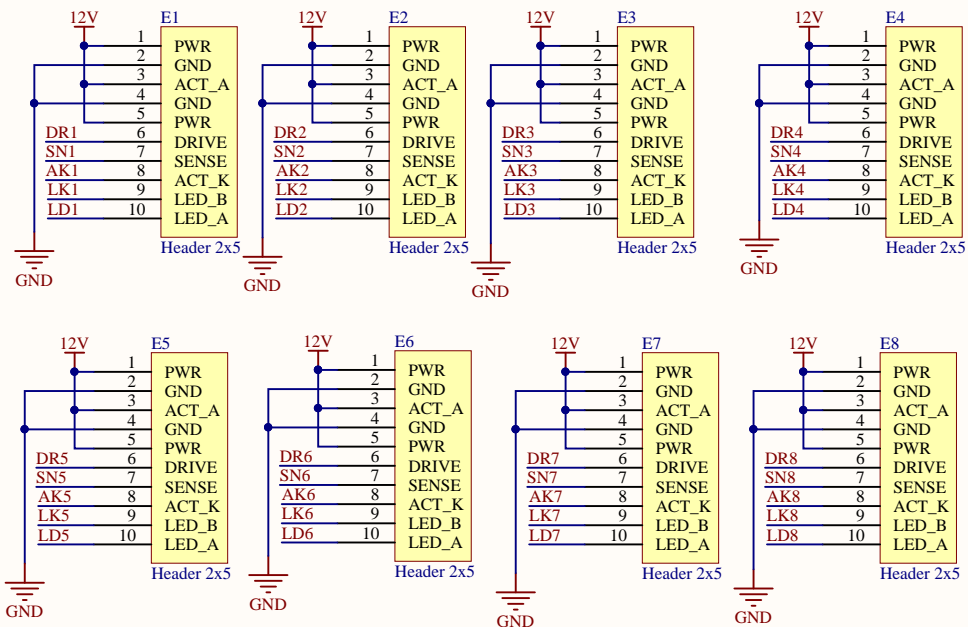 12V E1
1 PWR
2 GND
3 ACT_A
4 GND
5 PWR
DR1 6 DRIVE
SN1 7 SENSE
AK1 8 ACT_K
LK1 9 LED_B
LD1 10 LED_A
Header 2x5
GND
12V E2
1 PWR
2 GND
3 ACT_A
4 GND
5 PWR
DR2 6 DRIVE
SN2 7 SENSE
AK2 8 ACT_K
LK2 9 LED_B
LD2 10 LED_A
Header 2x5
GND
12V E3
1 PWR
2 GND
3 ACT_A
4 GND
5 PWR
DR3 6 DRIVE
SN3 7 SENSE
AK3 8 ACT_K
LK3 9 LED_B
LD3 10 LED_A
Header 2x5
GND
12V E4
1 PWR
2 GND
3 ACT_A
4 GND
5 PWR
DR4 6 DRIVE
SN4 7 SENSE
AK4 8 ACT_K
LK4 9 LED_B
LD4 10 LED_A
Header 2x5
GND
12V E5
1 PWR
2 GND
3 ACT_A
4 GND
5 PWR
DR5 6 DRIVE
SN5 7 SENSE
AK5 8 ACT_K
LK5 9 LED_B
LD5 10 LED_A
Header 2x5
GND
12V E6
1 PWR
2 GND
3 ACT_A
4 GND
5 PWR
DR6 6 DRIVE
SN6 7 SENSE
AK6 8 ACT_K
LK6 9 LED_B
LD6 10 LED_A
Header 2x5
GND
12V E7
1 PWR
2 GND
3 ACT_A
4 GND
5 PWR
DR7 6 DRIVE
SN7 7 SENSE
AK7 8 ACT_K
LK7 9 LED_B
LD7 10 LED_A
Header 2x5
GND
12V E8
1 PWR
2 GND
3 ACT_A
4 GND
5 PWR
DR8 6 DRIVE
SN8 7 SENSE
AK8 8 ACT_K
LK8 9 LED_B
LD8 10 LED_A
Header 2x5
GND